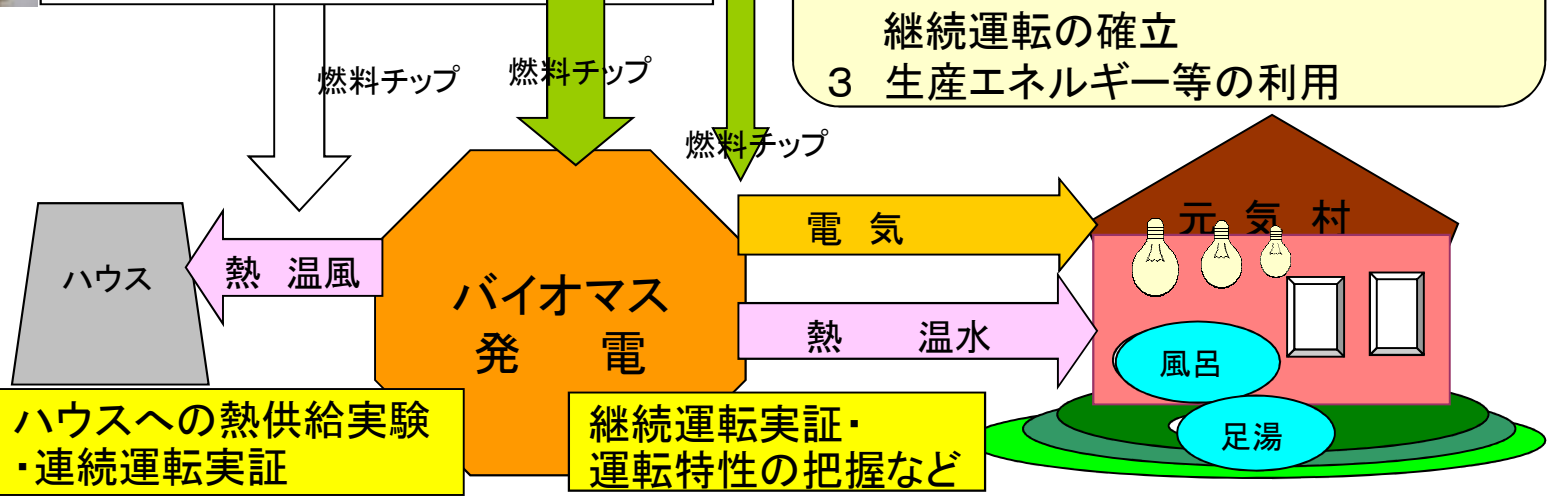 継続運転の確立
３　生産エネルギー等の利用
燃料チップ
燃料チップ
燃料チップ
元　気　村
電　気
ハウス
熱　温風
バイオマス
発　　電
熱　　温水
風呂
足湯
ハウスへの熱供給実験
・連続運転実証
継続運転実証・
運転特性の把握など